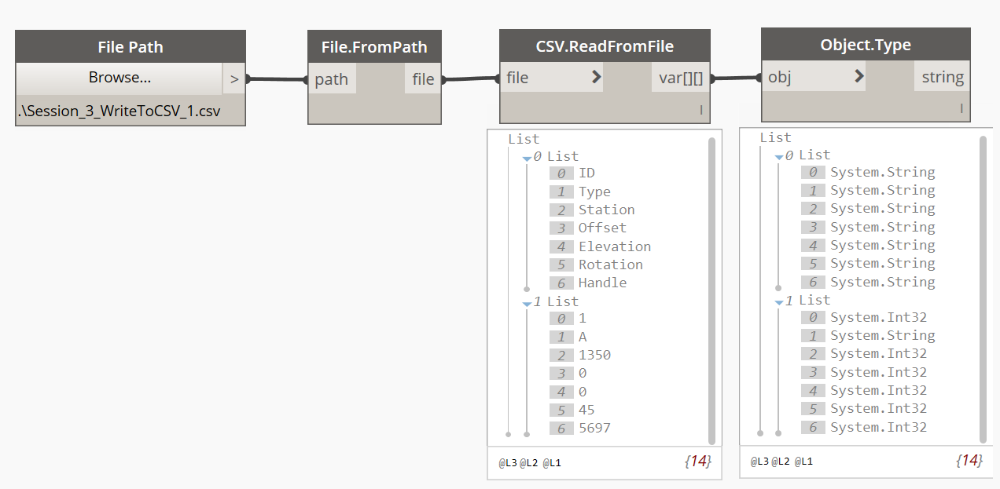 File Path
Browse... >
.\Session_3_WriteToCSV_1.csv
File.FromPath
path file
CSV.ReadFromFile
file > var[][]
l
List
0 List
0 ID
1 Type
2 Station
3 Offset
4 Elevation
5 Rotation
6 Handle
1 List
0 1
1 A
2 1350
3 0
4 0
5 45
6 5697
@L3 @L2 @L1 {14}
Object.Type
obj > string
l
List
0 List
0 System.String
1 System.String
2 System.String
3 System.String
4 System.String
5 System.String
6 System.String
1 List
0 System.Int32
1 System.String
2 System.Int32
3 System.Int32
4 System.Int32
5 System.Int32
6 System.Int32
@L3 @L2 @L1 {14}